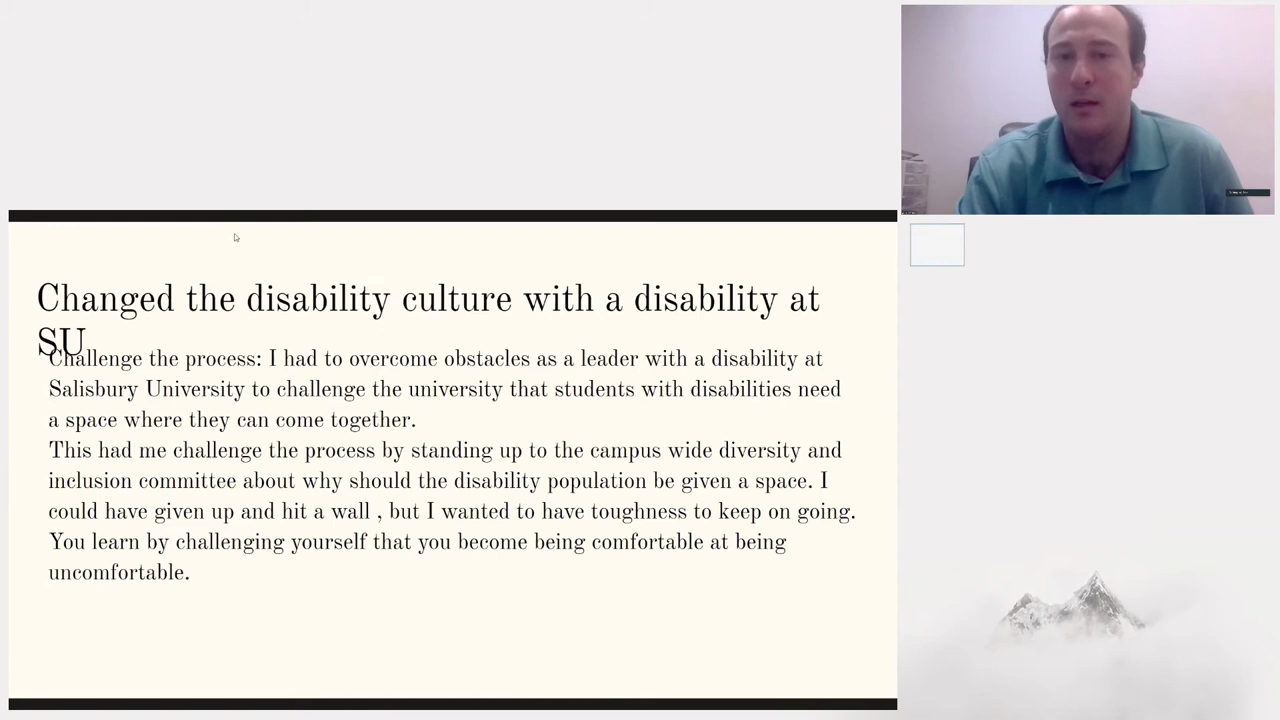 Changed the disability culture with a disability at
SU
Challenge the process: I had to overcome obstacles as a leader with a disability at
Salisbury University to challenge the university that students with disabilities need
a space where they can come together.
This had me challenge the process by standing up to the campus wide diversity and
inclusion committee about why should the disability population be given a space. I
could have given up and hit a wall , but I wanted to have toughness to keep on going.
You learn by challenging yourself that you become being comfortable at being
uncomfortable.